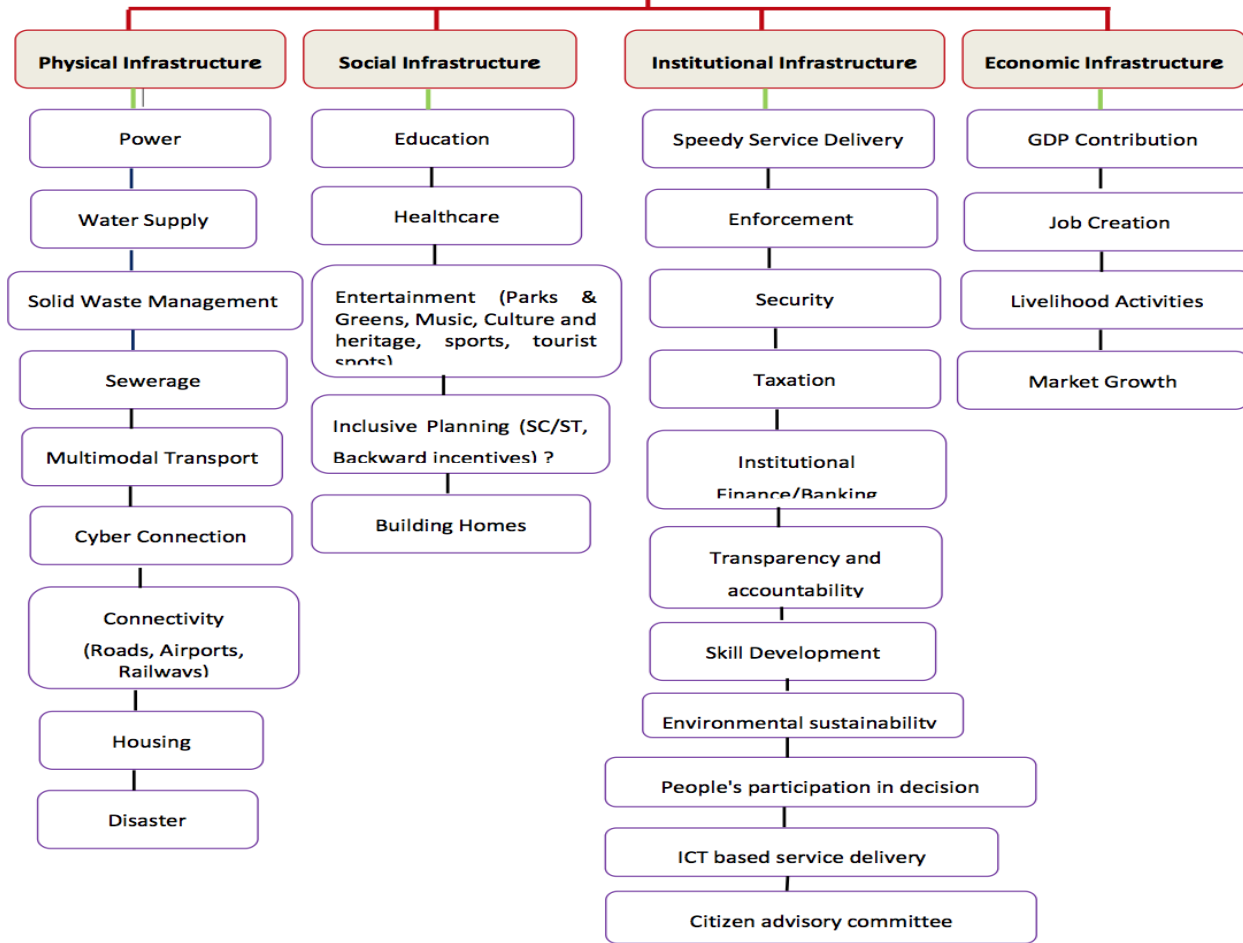 Physical Infrastructure
Social Infrastructure
Institutional Infrastructure
Economic Infrastructure
Power
Water Supply
Solid Waste Management
Sewerage
Multimodal Transport
Cyber Connection
Connectivity
(Roads, Airports,
Railways)
Housing
Disaster
Education
Healthcare
Entertainment (Parks &
Greens, Music, Culture and
heritage, sports, tourist
spots)
Inclusive Planning (SC/ST,
Backward incentives) ?
Building Homes
Speedy Service Delivery
Enforcement
Security
Taxation
Institutional
Finance/Banking
Transparency and
accountability
Skill Development
Environmental sustainability
People's participation in decision
ICT based service delivery
Citizen advisory committee
GDP Contribution
Job Creation
Livelihood Activities
Market Growth